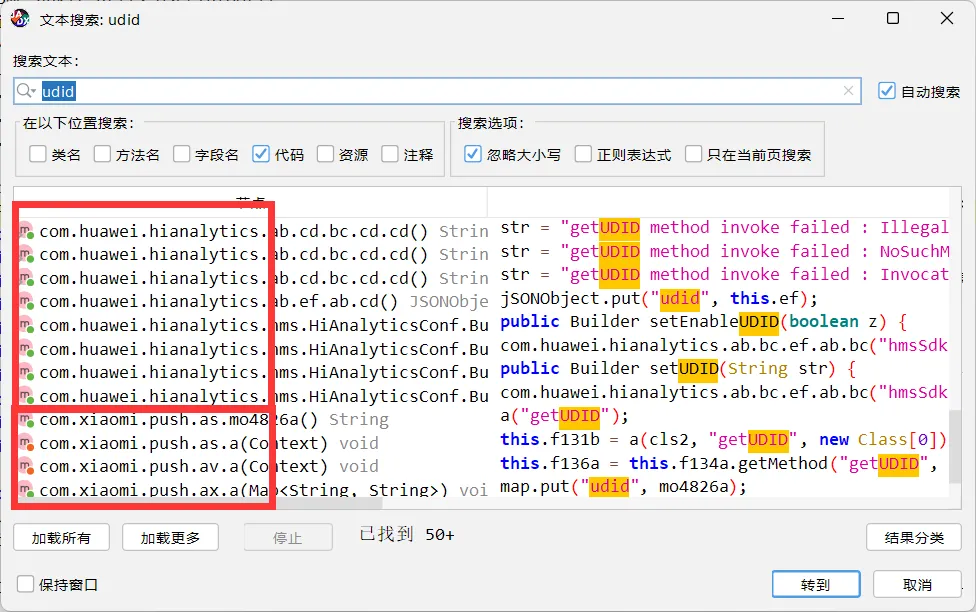 文本搜索: udid
搜索文本:
udid
自动搜索
在以下位置搜索:
类名 方法名 字段名 代码 资源 注释
搜索选项:
忽略大小写 正则表达式 只在当前页搜索
com.huawei.hianalytics.ab.cd.bc.cd.cd() Strin str = "getUDID method invoke failed : Illegal
com.huawei.hianalytics.ab.cd.bc.cd.cd() Strin str = "getUDID method invoke failed : NoSuchM
com.huawei.hianalytics.ab.cd.bc.cd.cd() Strin str = "getUDID method invoke failed : Invocat
com.huawei.hianalytics.ab.ef.ab.cd() JSONObje jSONObject.put("udid", this.ef);
com.huawei.hianalytics.hms.HiAnalyticsConf.Bu public Builder setEnableUDID(boolean z) {
com.huawei.hianalytics.hms.HiAnalyticsConf.Bu com.huawei.hianalytics.ab.bc.ef.ab.bc("hmsSdk
com.huawei.hianalytics.hms.HiAnalyticsConf.Bu public Builder setUDID(String str) {
com.huawei.hianalytics.hms.HiAnalyticsConf.Bu com.huawei.hianalytics.ab.bc.ef.ab.bc("hmsSdk
com.xiaomi.push.as.mo4826a() String a("getUDID");
com.xiaomi.push.as.a(Context) void this.f131b = a(cls2, "getUDID", new Class[0])
com.xiaomi.push.av.a(Context) void this.f136a = this.f134a.getMethod("getUDID",
com.xiaomi.push.ax.a(Map<String, String>) voi map.put("udid", mo4826a);
加载所有 加载更多 停止 已找到 50+ 结果分类
保持窗口 转到 取消